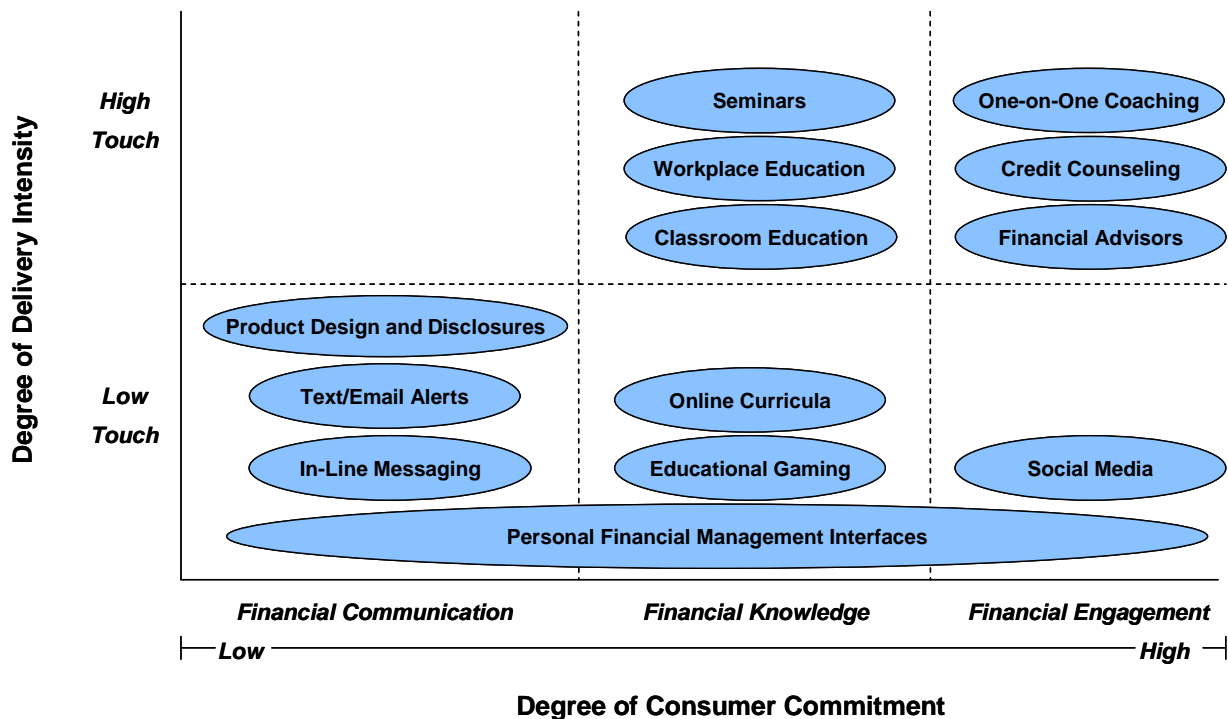 High
Touch
Seminars
One-on-One Coaching
Workplace Education
Credit Counseling
Classroom Education
Financial Advisors
Degree of Delivery Intensity
Product Design and Disclosures
Low
Touch
Text/Email Alerts
Online Curricula
In-Line Messaging
Educational Gaming
Social Media
Personal Financial Management Interfaces
Financial Communication
Financial Knowledge
Financial Engagement
Low
High
Degree of Consumer Commitment